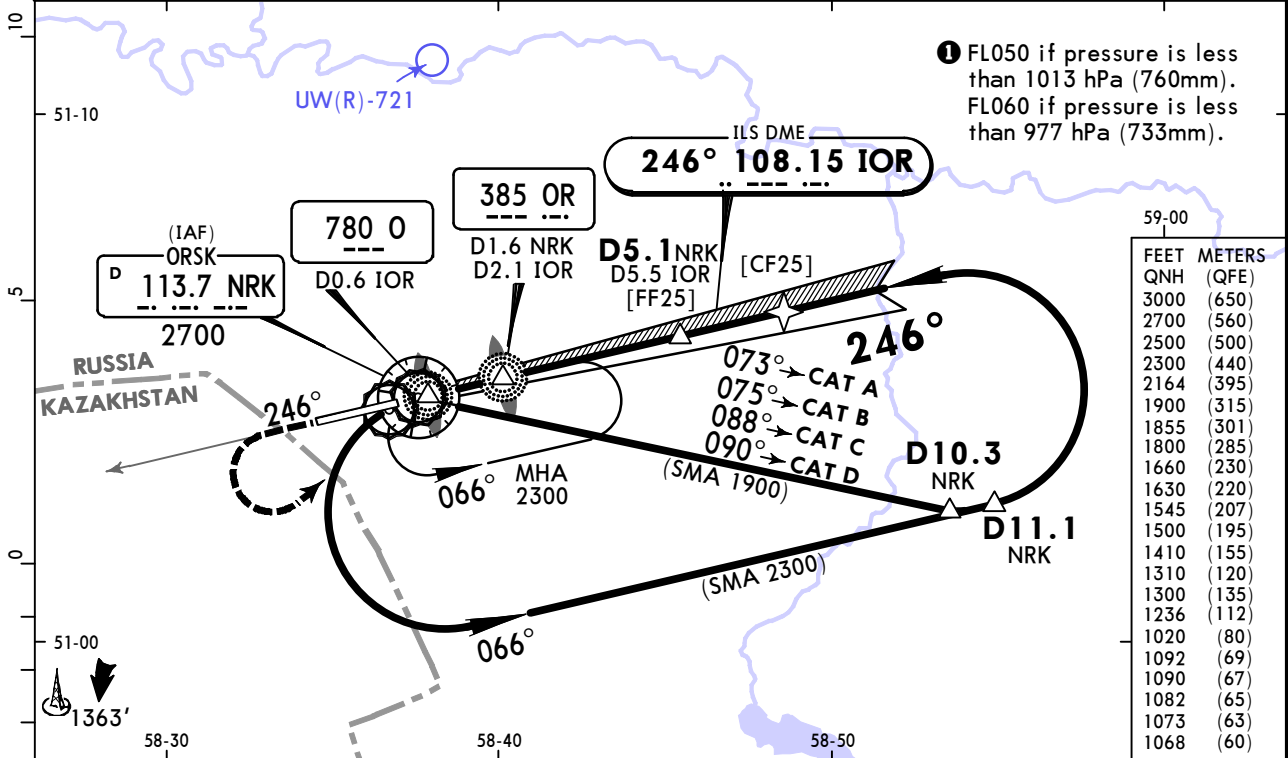 10
51-10
5
0
51-00
UW(R)-721
❶ FL050 if pressure is less
than 1013 hPa (760mm).
FL060 if pressure is less
than 977 hPa (733mm).
ILS DME
246° 108.15 IOR
385 OR
D1.6 NRK
D2.1 IOR
780 O
D0.6 IOR
(IAF)
ORSK
D 113.7 NRK
2700
D5.1 NRK
D5.5 IOR
[FF25]
[CF25]
246°
RUSSIA
KAZAKHSTAN
246°
073° CAT A
075° CAT B
088° CAT C
090° CAT D
(SMA 1900)
D10.3
NRK
D11.1
NRK
066°
MHA
2300
(SMA 2300)
066°
1363'
58-30
58-40
58-50
59-00
FEET METERS
QNH (QFE)
3000 (650)
2700 (560)
2500 (500)
2300 (440)
2164 (395)
1900 (315)
1855 (301)
1800 (285)
1660 (230)
1630 (220)
1545 (207)
1500 (195)
1410 (155)
1310 (120)
1300 (135)
1236 (112)
1020 (80)
1092 (69)
1090 (67)
1082 (65)
1073 (63)
1068 (60)